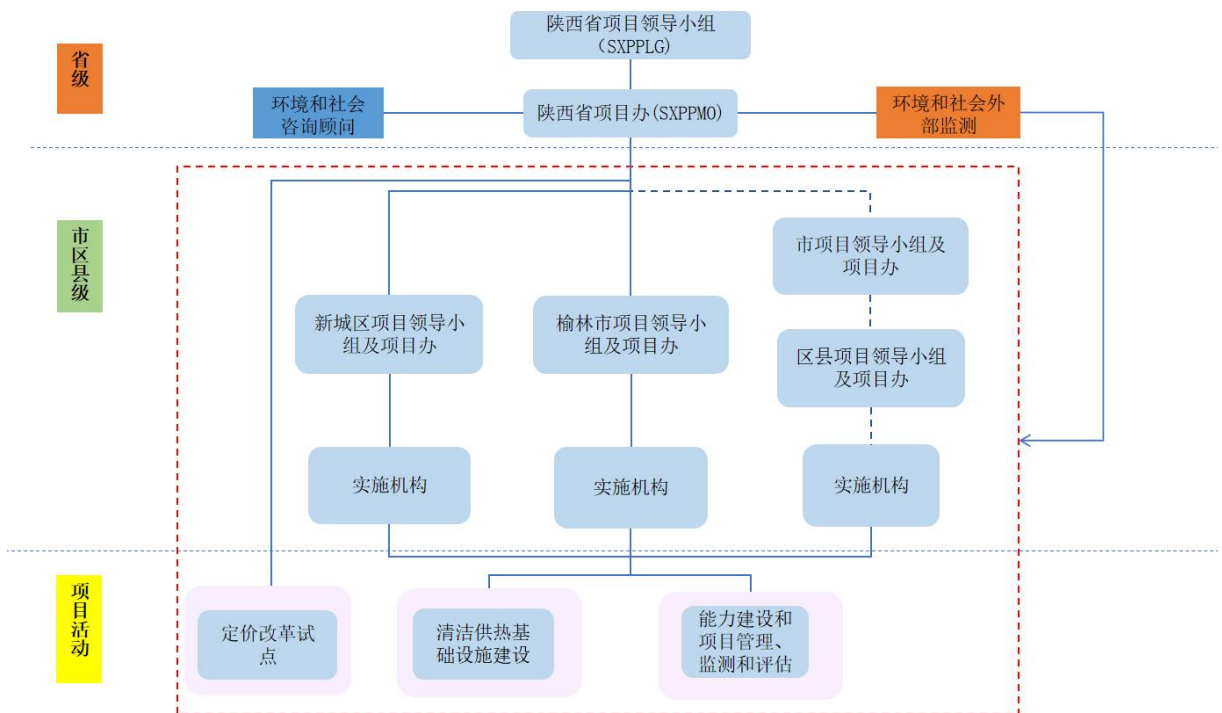 陕西省项目领导小组
（SXPPLG)
省级
环境和社会
咨询顾问
陕西省项目办(SXPPMO)
环境和社会外
部监测
市区县级
市项目领导小组及
项目办
新城区项目领导小
组及项目办
榆林市项目领导小
组及项目办
区县项目领导小组
及项目办
实施机构
实施机构
实施机构
项目活动
定价改革试
点
清洁供热基
础设施建设
能力建设和
项目管理、
监测和评估